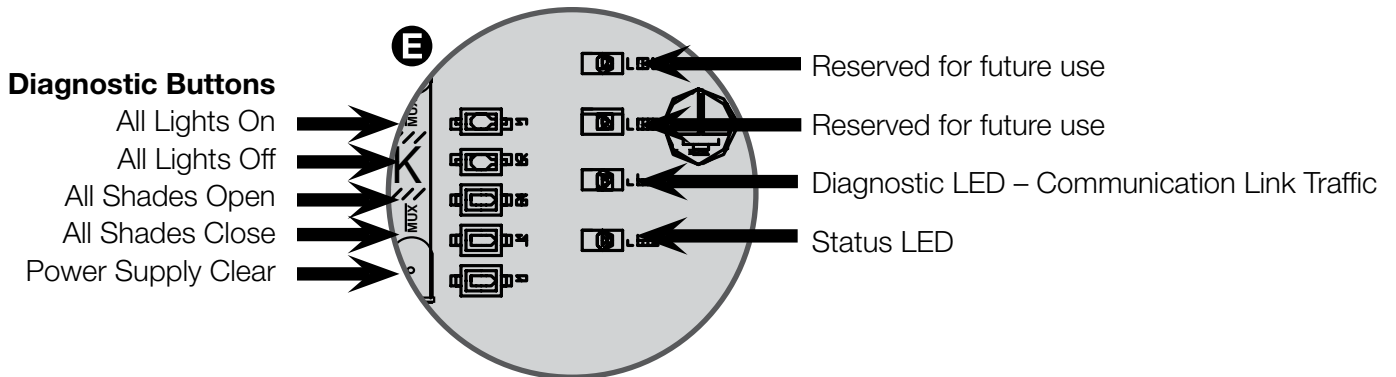 E
Diagnostic Buttons
All Lights On
All Lights Off
All Shades Open
All Shades Close
Power Supply Clear
K
MUX
Reserved for future use
Reserved for future use
Diagnostic LED – Communication Link Traffic
Status LED